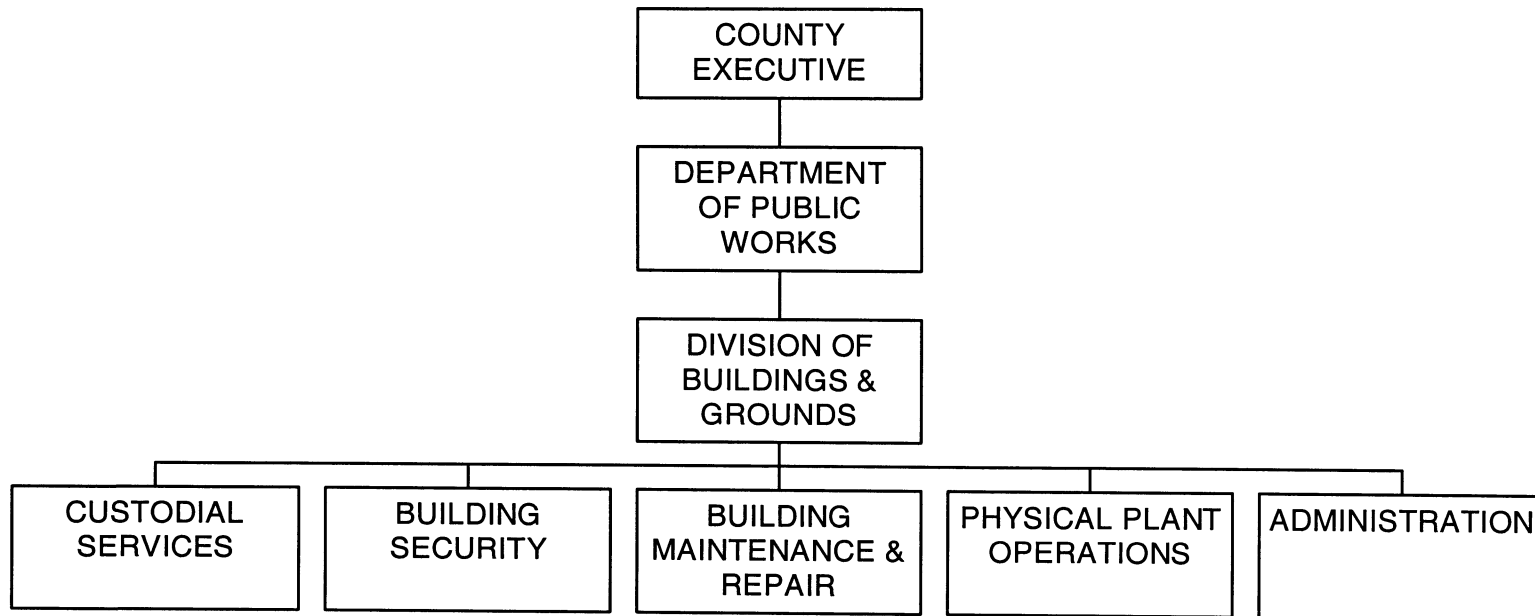 COUNTY
EXECUTIVE
DEPARTMENT
OF PUBLIC
WORKS
DIVISION OF
BUILDINGS &
GROUNDS
CUSTODIAL
SERVICES
BUILDING
SECURITY
BUILDING
MAINTENANCE &
REPAIR
PHYSICAL PLANT
OPERATIONS
ADMINISTRATION